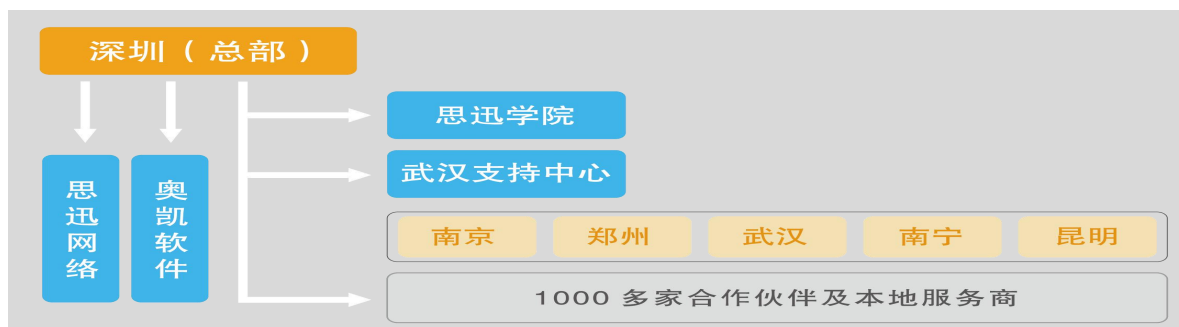 深圳（总部）
思迅学院
武汉支持中心
思迅网络
奥凯软件
南京 郑州 武汉 南宁 昆明
1000 多家合作伙伴及本地服务商